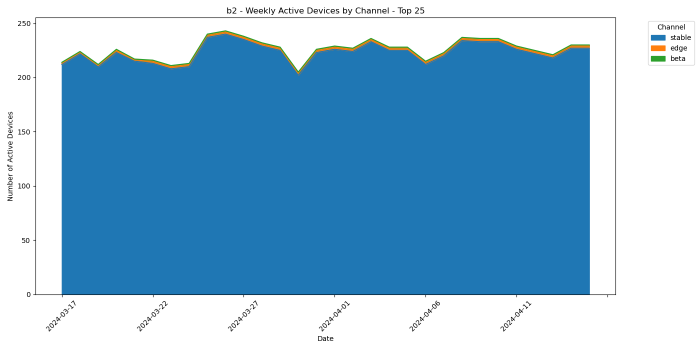 b2 - Weekly Active Devices by Channel - Top 25
Channel
stable
edge
beta
Number of Active Devices
250
200
150
100
50
0
2024-03-17
2024-03-22
2024-03-27
2024-04-01
2024-04-06
2024-04-11
Date